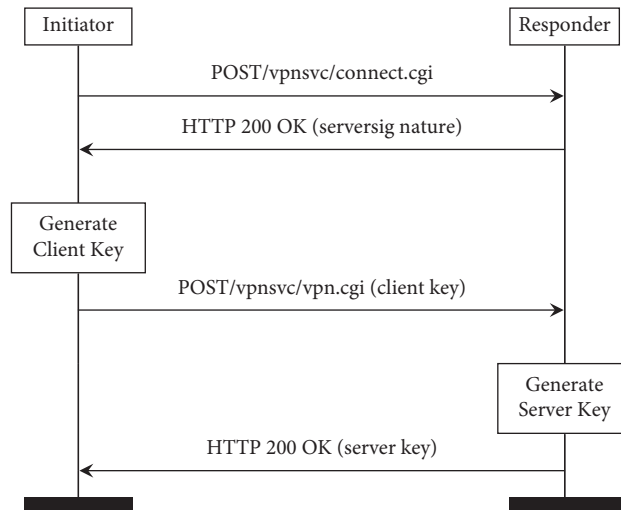 Initiator
Responder
POST/vpnsvc/connect.cgi
HTTP 200 OK (serversig nature)
Generate
Client Key
POST/vpnsvc/vpn.cgi (client key)
Generate
Server Key
HTTP 200 OK (server key)